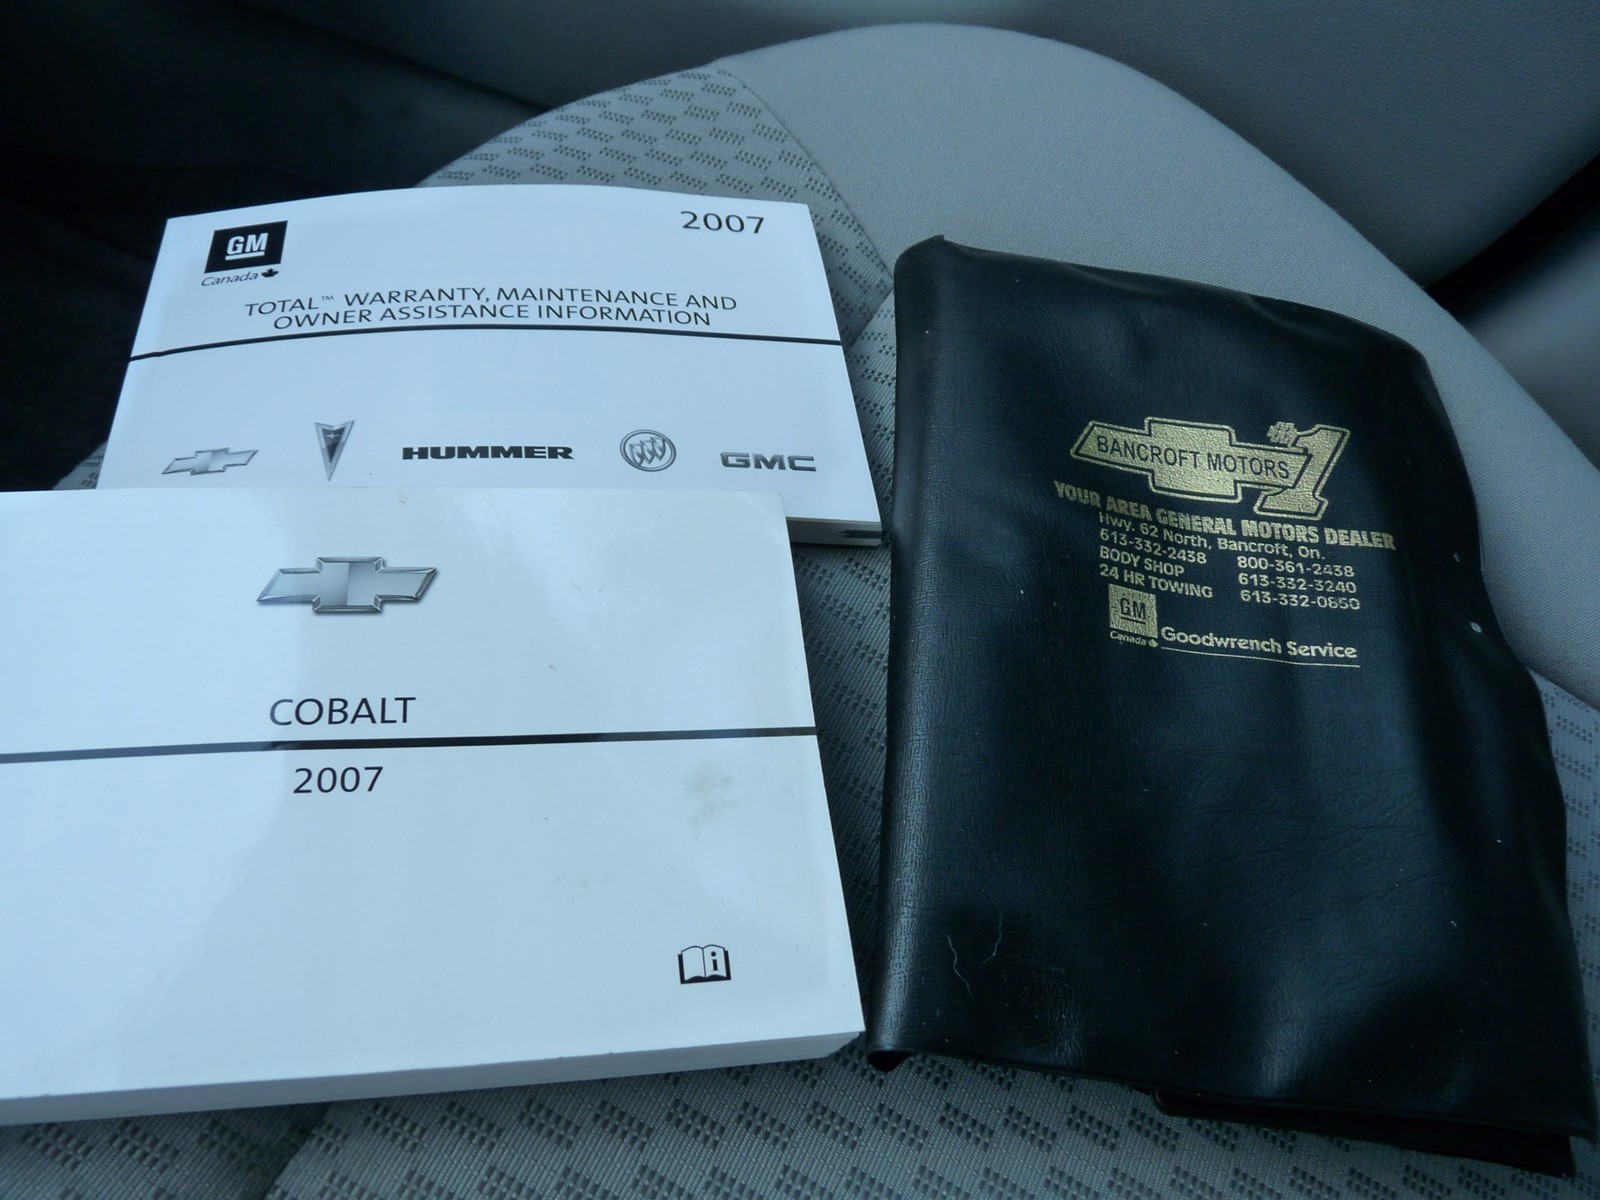 2007
GM
Canada
TOTAL™ WARRANTY, MAINTENANCE AND
OWNER ASSISTANCE INFORMATION
HUMMER
GMC
COBALT
2007
i
BANCROFT MOTORS #1
YOUR AREA GENERAL MOTORS DEALER
Hwy. 62 North, Bancroft, On.
613-332-2438 800-361-2438
BODY SHOP 613-332-3240
24 HR TOWING 613-332-0850
GM
Canada
Goodwrench Service